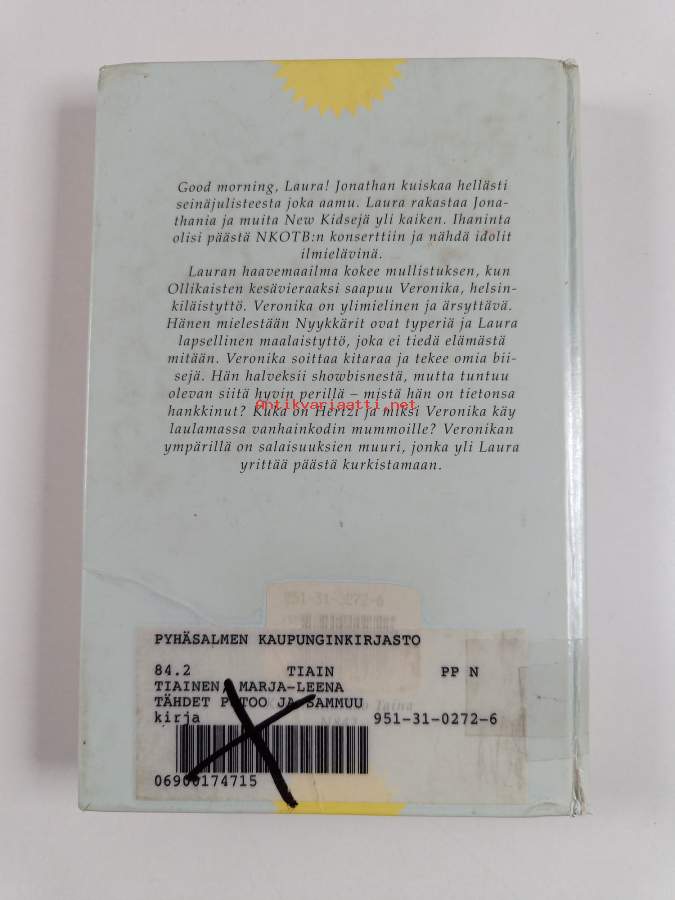 Good morning, Laura! Jonathan kuiskaa hellästi
seinäjulisteesta joka aamu. Laura rakastaa Jona-
thania ja muita New Kidsejä yli kaiken. Ihaninta
olisi päästä NKOTB:n konserttiin ja nähdä idolit
ilmielävinä.
Lauran haavemaailma kokee mullistuksen, kun
Ollikaisten kesävieraaksi saapuu Veronika, helsin-
kiläistyttö. Veronika on ylimielinen ja ärsyttävä.
Hänen mielestään Nyykkärit ovat typeriä ja Laura
lapsellinen maalaistyttö, joka ei tiedä elämästä
mitään. Veronika soittaa kitaraa ja tekee omia bii-
sejä. Hän halveksii showbisnestä, mutta tuntuu
olevan siitä hyvin perillä – mistä hän on tietonsa
Antikvariaatti.net
hankkinut? Kuka on Hertzi ja miksi Veronika käy
laulamassa vanhainkodin mummoille? Veronikan
ympärillä on salaisuuksien muuri, jonka yli Laura
yrittää päästä kurkistamaan.
951-31-0272-6
PYHÄSALMEN KAUPUNGINKIRJASTO
84.2 TIAIN PP N
TIAINEN, MARJA-LEENA
TÄHDET PUTOO JA SAMMUU
kirja 951-31-0272-6
06900174715